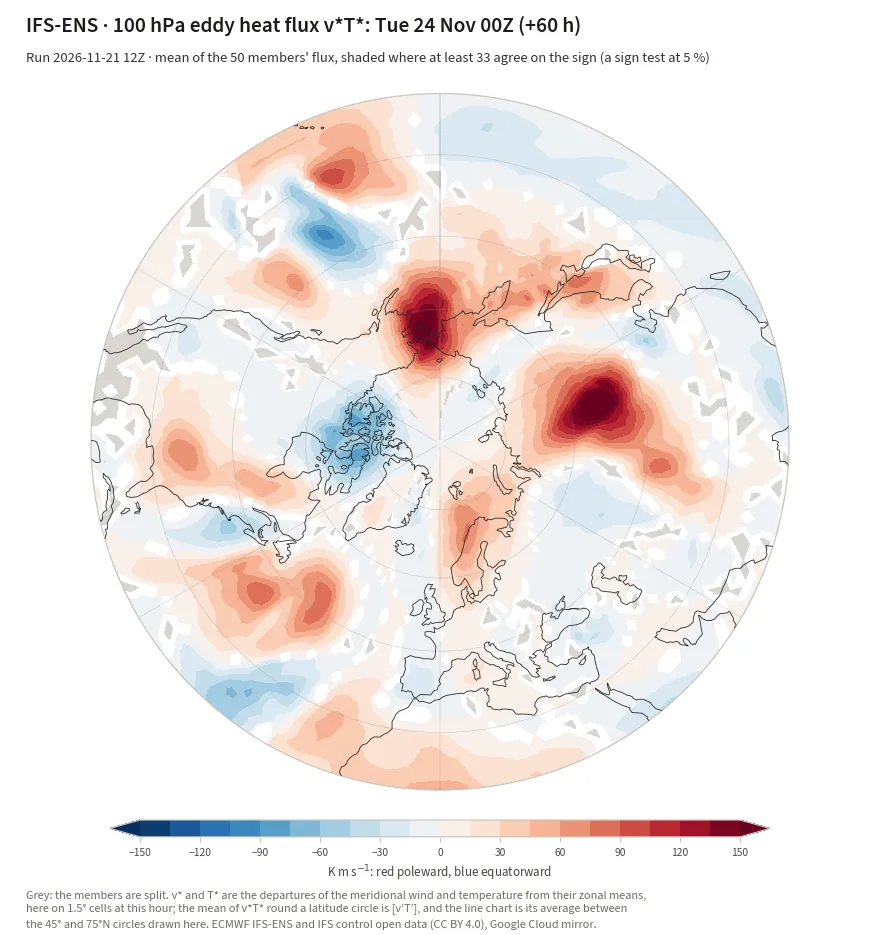 IFS-ENS · 100 hPa eddy heat flux v*T*: Tue 24 Nov 00Z (+60 h)
Run 2026-11-21 12Z · mean of the 50 members' flux, shaded where at least 33 agree on the sign (a sign test at 5 %)
−150 −120 −90 −60 −30 0 30 60 90 120 150
K m s⁻¹: red poleward, blue equatorward
Grey: the members are split. v* and T* are the departures of the meridional wind and temperature from their zonal means,
here on 1.5° cells at this hour; the mean of v*T* round a latitude circle is [v'T'], and the line chart is its average between
the 45° and 75°N circles drawn here. ECMWF IFS-ENS and IFS control open data (CC BY 4.0), Google Cloud mirror.